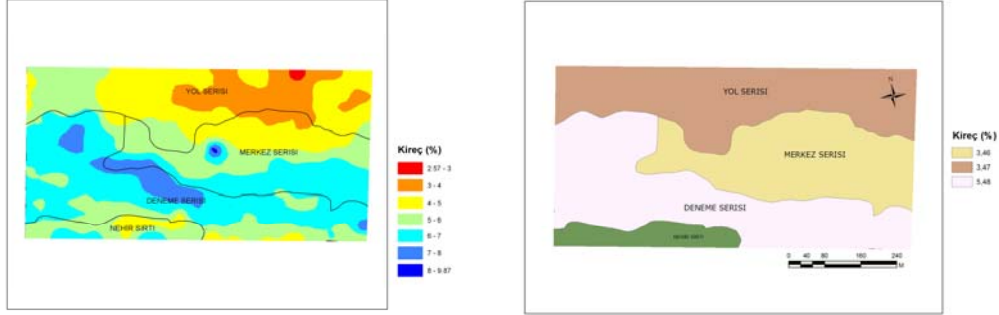 YOL SERISI
MERKEZ SERISI
DENEME SERISI
NEHIR SIRTI
Kireç (%)
2.57 - 3
3 - 4
4 - 5
5 - 6
6 - 7
7 - 8
8 - 9.87
N
YOL SERISI
MERKEZ SERISI
DENEME SERISI
Kireç (%)
3,46
3,47
5,48
0 40 80 160 240
M